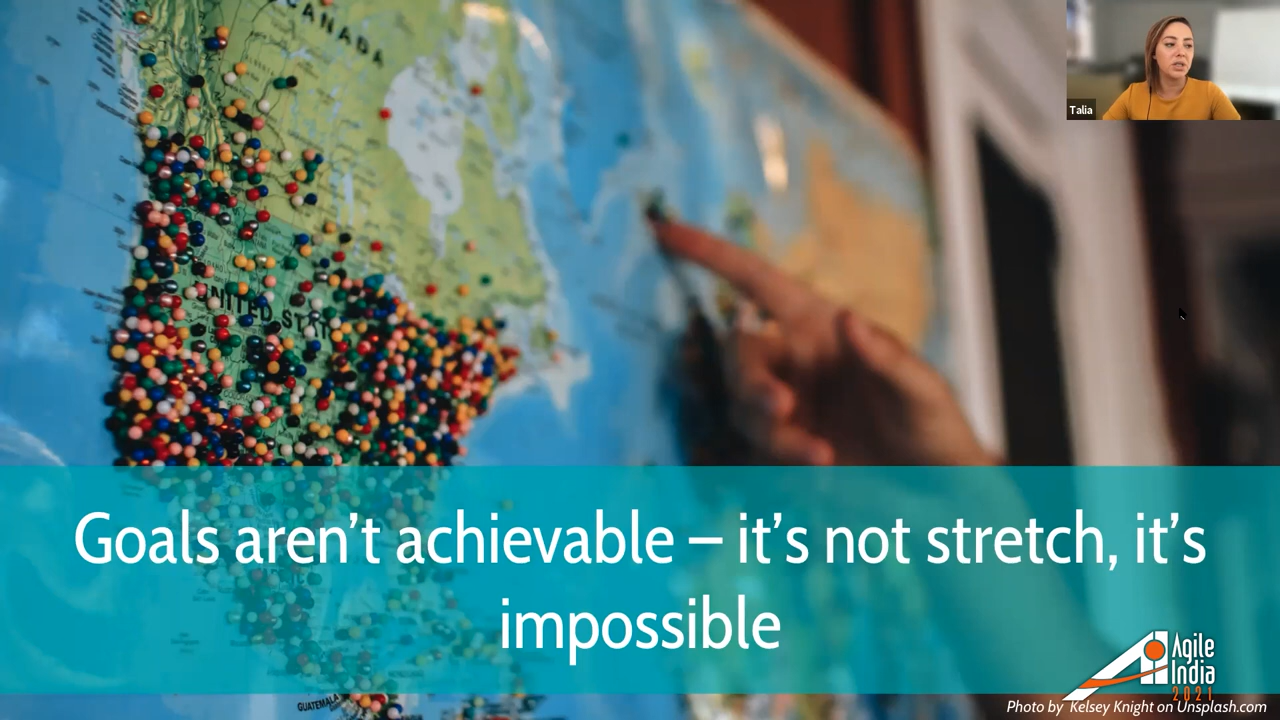 CANADA
Talia
UNITED STAT
Goals aren’t achievable – it’s not stretch, it’s
impossible
Agile
India
2021
GUATEMALA
Photo by Kelsey Knight on Unsplash.com